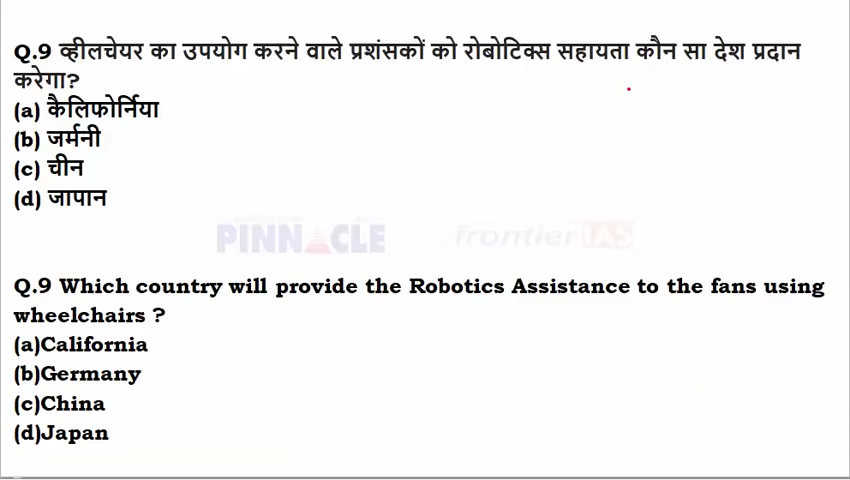 Q.9 व्हीलचेयर का उपयोग करने वाले प्रशंसकों को रोबोटिक्स सहायता कौन सा देश प्रदान
करेगा?
(a) कैलिफोर्निया
(b) जर्मनी
(c) चीन
(d) जापान
PINNACLE frontier IAS
Q.9 Which country will provide the Robotics Assistance to the fans using
wheelchairs ?
(a)California
(b)Germany
(c)China
(d)Japan